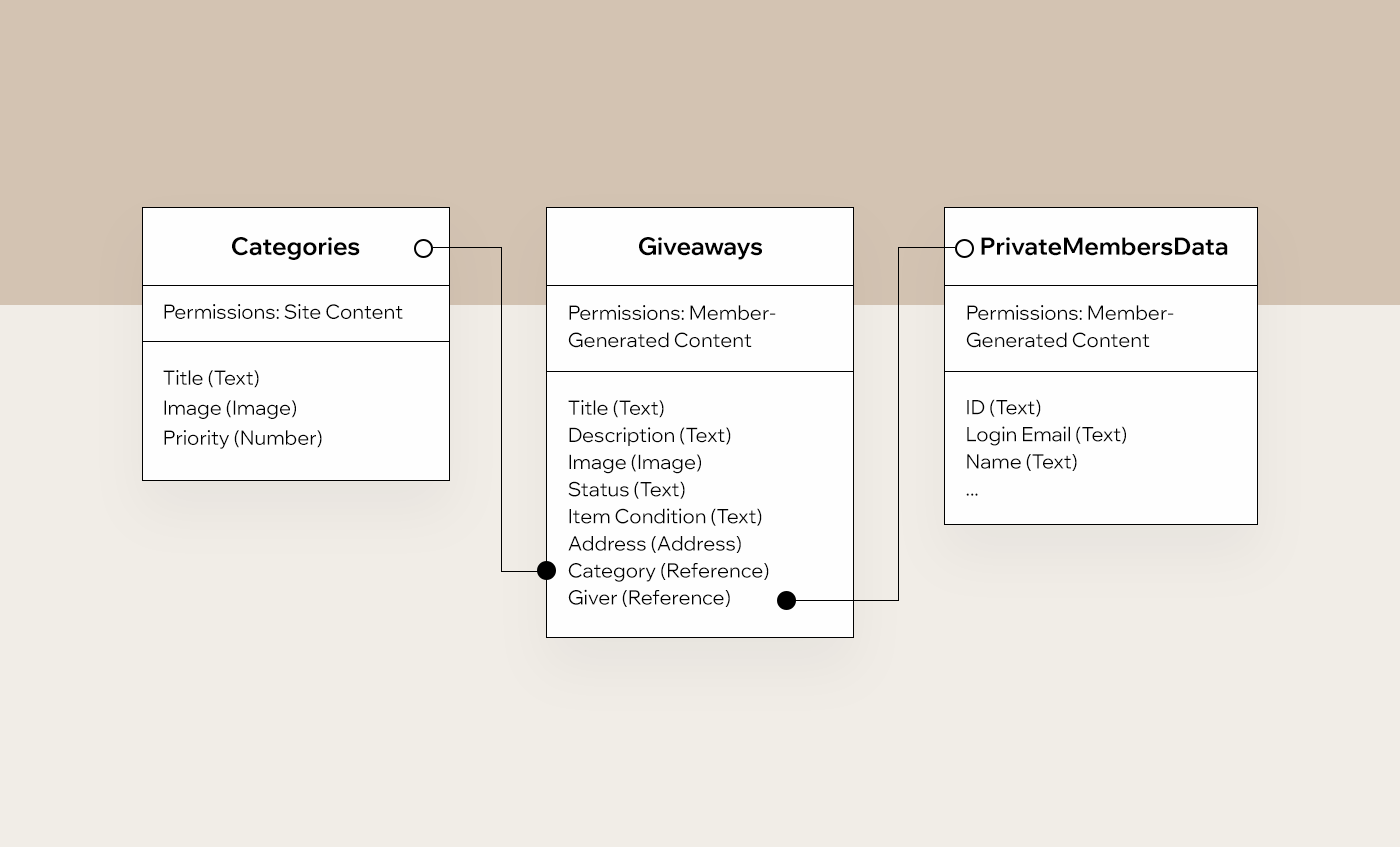 Categories
Permissions: Site Content
Title (Text)
Image (Image)
Priority (Number)
Giveaways
Permissions: Member-
Generated Content
Title (Text)
Description (Text)
Image (Image)
Status (Text)
Item Condition (Text)
Address (Address)
Category (Reference)
Giver (Reference)
PrivateMembersData
Permissions: Member-
Generated Content
ID (Text)
Login Email (Text)
Name (Text)
...